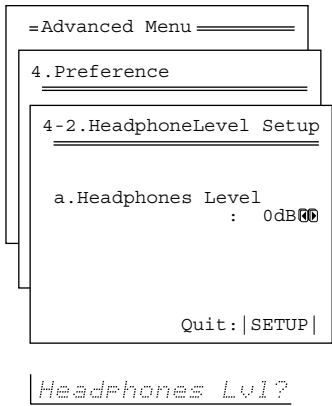 =Advanced Menu
4.Preference
4-2.HeadphoneLevel Setup
a.Headphones Level
: 0dB
Quit:|SETUP|
Headphones Lvl?